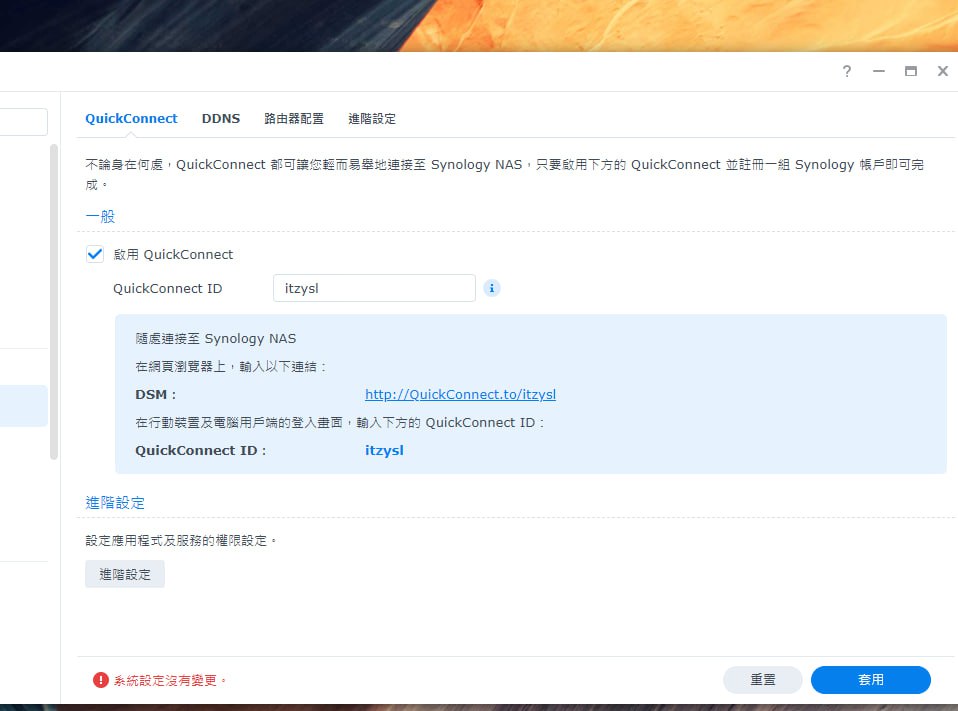 QuickConnect DDNS 路由器配置 進階設定
不論身在何處，QuickConnect 都可讓您輕而易舉地連接至 Synology NAS，只要啟用下方的 QuickConnect 並註冊一組 Synology 帳戶即可完
成。
一般
啟用 QuickConnect
QuickConnect ID itzysl
隨處連接至 Synology NAS
在網頁瀏覽器上，輸入以下連結：
DSM： http://QuickConnect.to/itzysl
在行動裝置及電腦用戶端的登入畫面，輸入下方的 QuickConnect ID：
QuickConnect ID： itzysl
進階設定
設定應用程式及服務的權限設定。
進階設定
系統設定沒有變更。 重置 套用